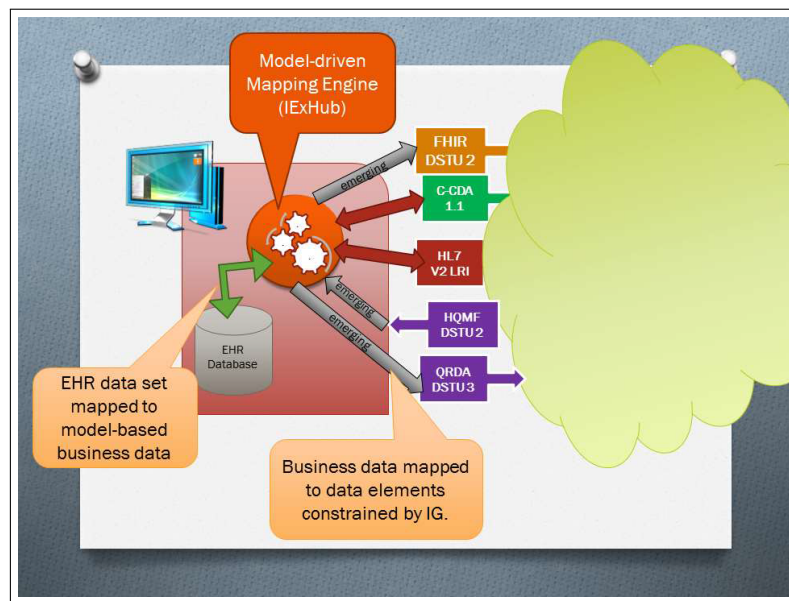 Model-driven
Mapping Engine
(IExHub)
emerging
FHIR
DSTU 2
C-CDA
1.1
HL7
V2 LRI
emerging
HQMF
DSTU 2
emerging
QRDA
DSTU 3
EHR
Database
EHR data set
mapped to
model-based
business data
Business data mapped
to data elements
constrained by IG.